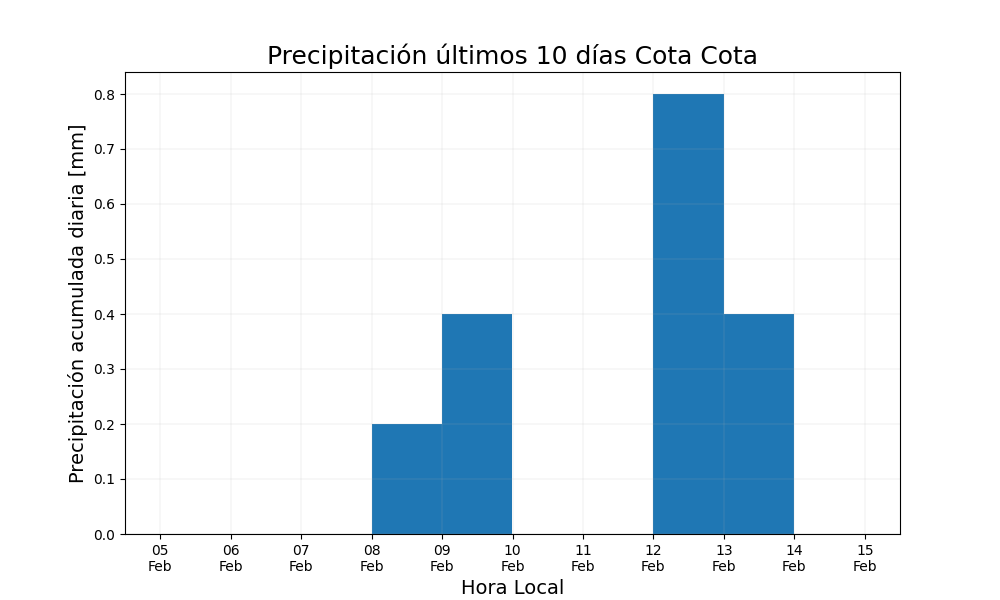 Precipitación últimos 10 días Cota Cota
Precipitación acumulada diaria [mm]
0.8
0.7
0.6
0.5
0.4
0.3
0.2
0.1
0.0
05 06 07 08 09 10 11 12 13 14 15
Feb Feb Feb Feb Feb Feb Feb Feb Feb Feb Feb
Hora Local